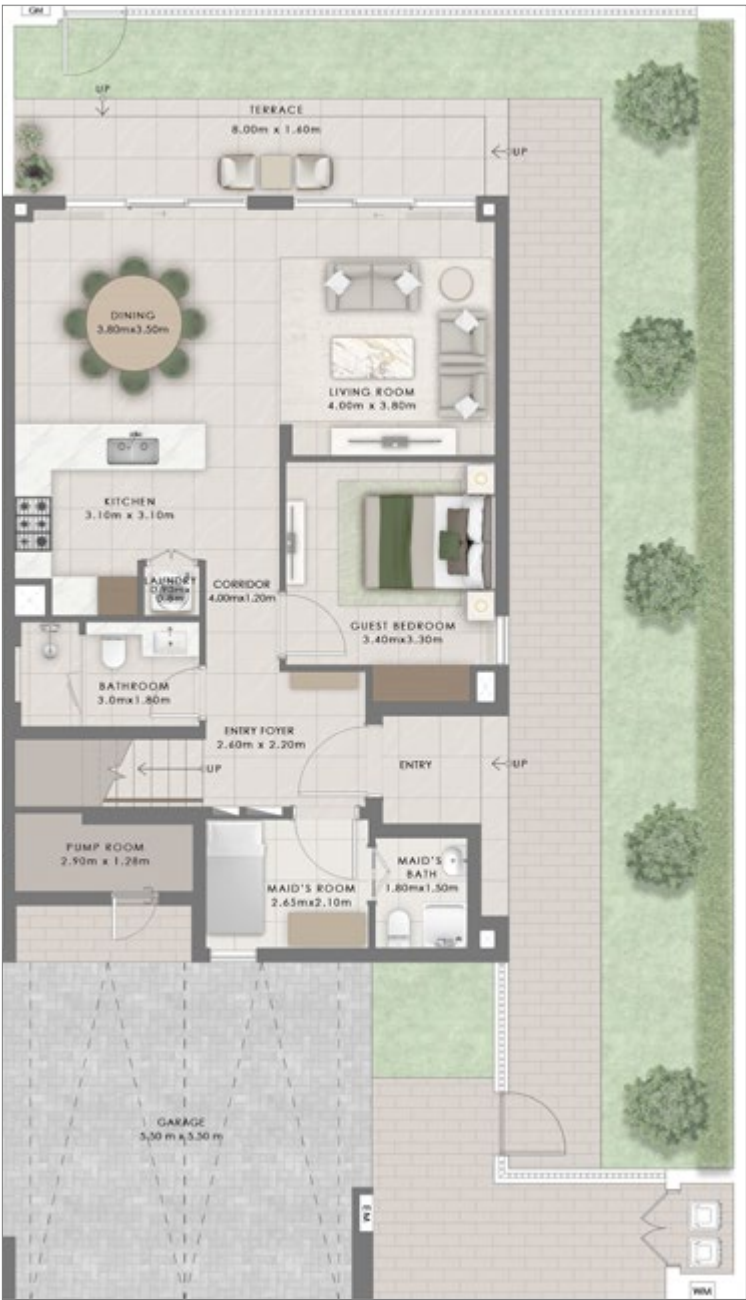 GM
UP
TERRACE
8.00m x 1.60m
UP
DINING
3.80mx3.50m
LIVING ROOM
4.00m x 3.80m
KITCHEN
3.10m x 3.10m
LAUNDRY
CORRIDOR
4.00mx1.20m
GUEST BEDROOM
3.40mx3.30m
BATHROOM
3.0mx1.80m
ENTRY FOYER
2.60m x 2.20m
UP
ENTRY
UP
PUMP ROOM
2.90m x 1.28m
MAID'S ROOM
2.65mx2.10m
MAID'S
BATH
1.80mx1.50m
GARAGE
5.50 m x 5.50 m
EM
WM